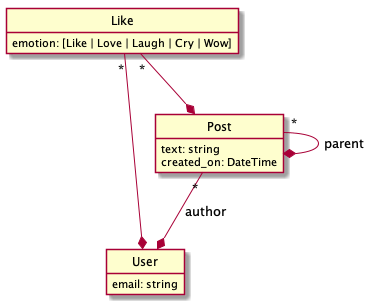 Like
emotion: [Like | Love | Laugh | Cry | Wow]
* *
Post
text: string
created_on: DateTime
*
parent
*
author
User
email: string